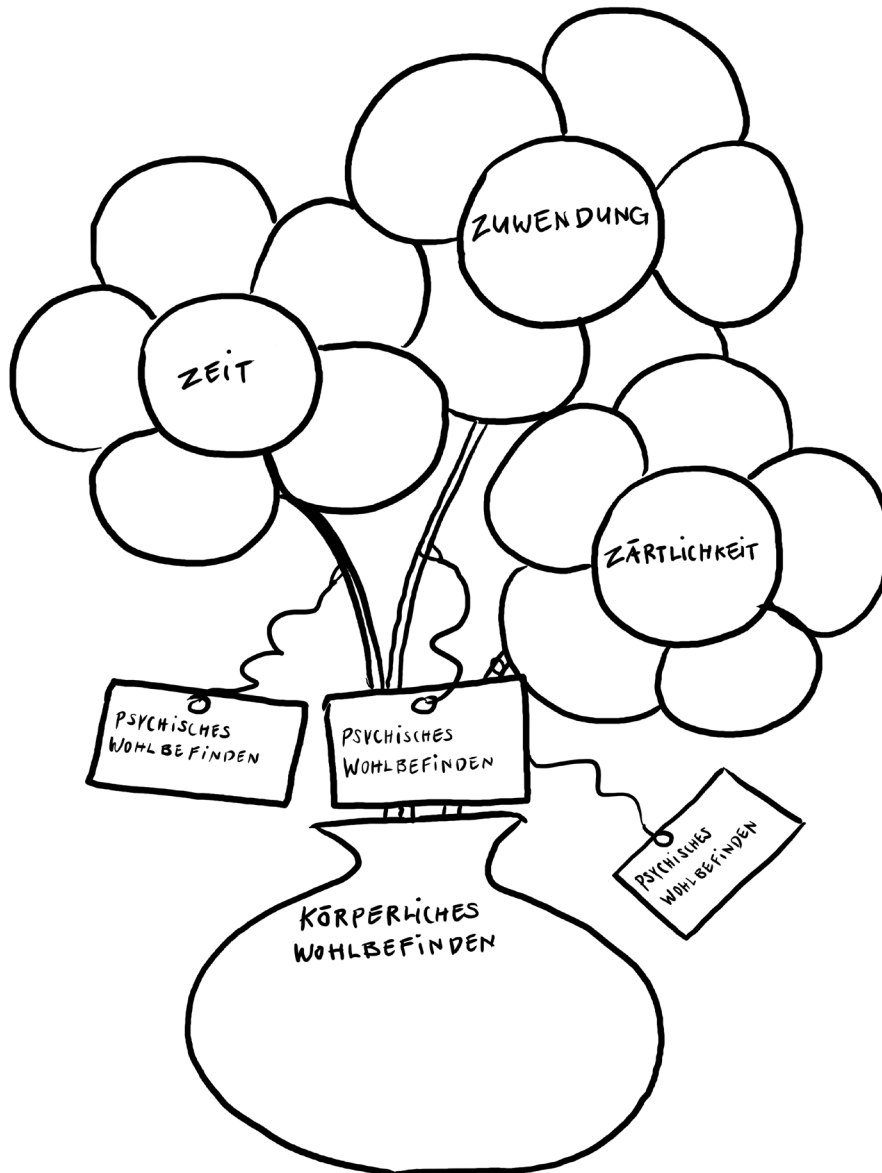 ZUWENDUNG
ZEIT
ZÄRTLICHKEIT
PSYCHISCHES
WOHLBEFINDEN
PSYCHISCHES
WOHLBEFINDEN
PSYCHISCHES
WOHLBEFINDEN
KÖRPERLICHES
WOHLBEFINDEN